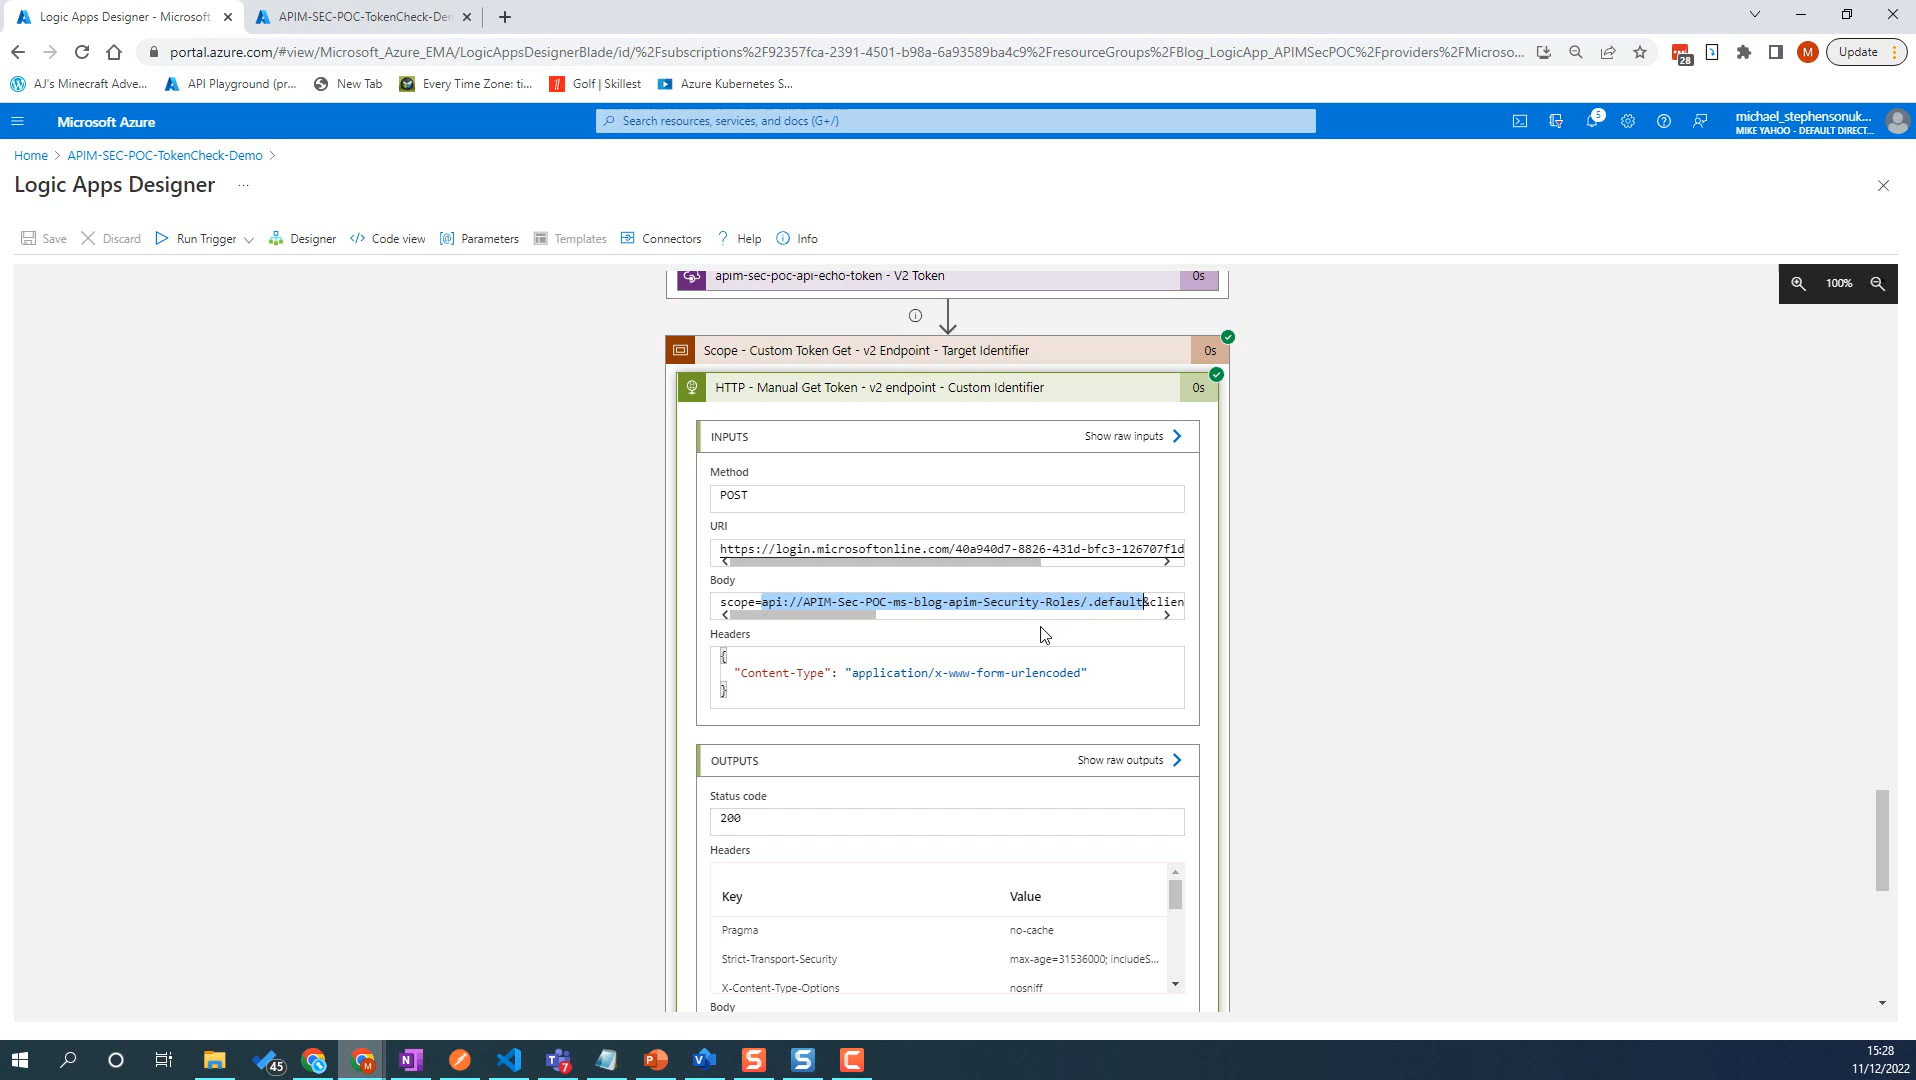 Logic Apps Designer - Microsoft
APIM-SEC-POC-TokenCheck-Der
portal.azure.com/#view/Microsoft_Azure_EMA/LogicAppsDesignerBlade/id/%2Fsubscriptions%2F92357fca-2391-4501-b98a-6a93589ba4c9%2FresourceGroups%2FBlog_LogicApp_APIMSecPOC%2Fproviders%2FMicroso...
28
M
Update
AJ's Minecraft Adve...
API Playground (pr...
New Tab
Every Time Zone: ti...
Golf | Skillest
Azure Kubernetes S...
Microsoft Azure
Search resources, services, and docs (G+/)
5
michael_stephensonuk...
MIKE YAHOO - DEFAULT DIRECT...
Home > APIM-SEC-POC-TokenCheck-Demo >
Logic Apps Designer ...
Save
Discard
Run Trigger
Designer
Code view
Parameters
Templates
Connectors
Help
Info
apim-sec-poc-api-echo-token - V2 Token
0s
100%
Scope - Custom Token Get - v2 Endpoint - Target Identifier
0s
HTTP - Manual Get Token - v2 endpoint - Custom Identifier
0s
INPUTS
Show raw inputs
Method
POST
URI
https://login.microsoftonline.com/40a940d7-8826-431d-bfc3-126707f1d
Body
scope=api://APIM-Sec-POC-ms-blog-apim-Security-Roles/.default&clien
Headers
{
"Content-Type": "application/x-www-form-urlencoded"
}
OUTPUTS
Show raw outputs
Status code
200
Headers
Key Value
Pragma no-cache
Strict-Transport-Security max-age=31536000; includeS...
X-Content-Type-Options nosniff
Body
45
7
15:28
11/12/2022